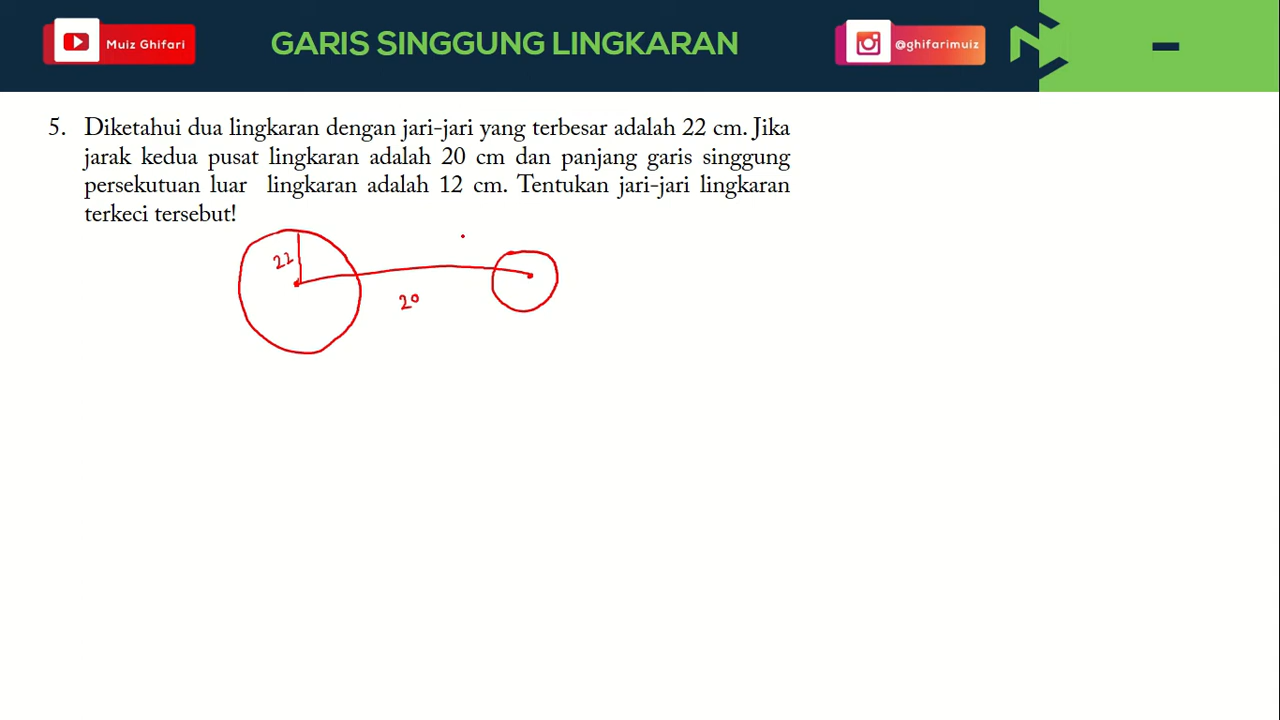 Muiz Ghifari
GARIS SINGGUNG LINGKARAN
@ghifarimuiz
5. Diketahui dua lingkaran dengan jari-jari yang terbesar adalah 22 cm. Jika
jarak kedua pusat lingkaran adalah 20 cm dan panjang garis singgung
persekutuan luar lingkaran adalah 12 cm. Tentukan jari-jari lingkaran
terkeci tersebut!
22
20